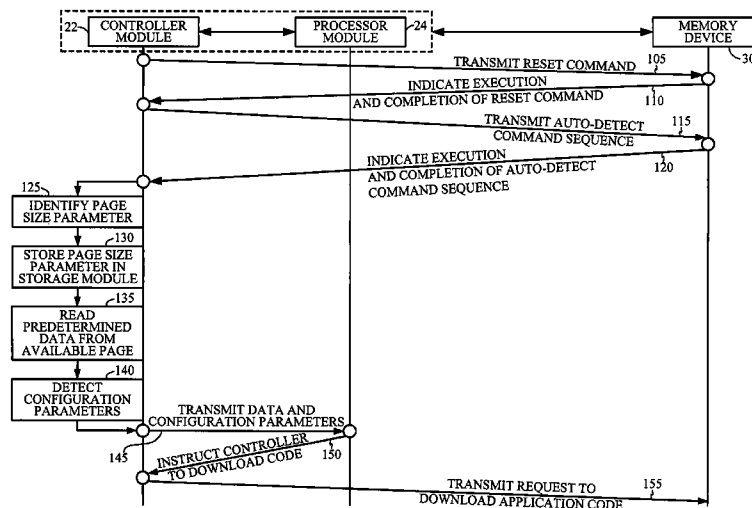 22
CONTROLLER
MODULE
PROCESSOR
MODULE
24
MEMORY
DEVICE
30
TRANSMIT RESET COMMAND
105
INDICATE EXECUTION
AND COMPLETION OF RESET COMMAND
110
TRANSMIT AUTO-DETECT
COMMAND SEQUENCE
115
INDICATE EXECUTION
AND COMPLETION OF AUTO-DETECT
COMMAND SEQUENCE
120
125
IDENTIFY PAGE
SIZE PARAMETER
130
STORE PAGE SIZE
PARAMETER IN
STORAGE MODULE
135
READ
PREDETERMINED
DATA FROM
AVAILABLE PAGE
140
DETECT
CONFIGURATION
PARAMETERS
TRANSMIT DATA AND
CONFIGURATION PARAMETERS
145
INSTRUCT CONTROLLER
TO DOWNLOAD CODE
150
TRANSMIT REQUEST TO
DOWNLOAD APPLICATION CODE
155